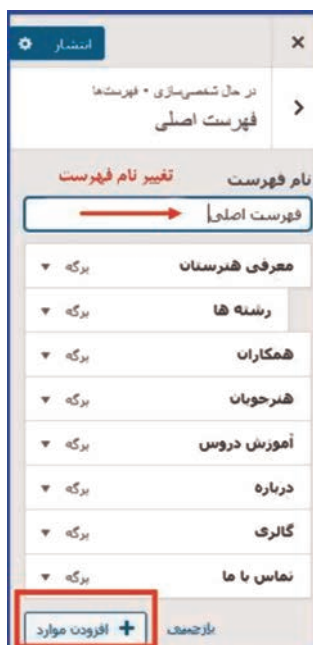 انتشار
در حال شخصی‌سازی • فهرست‌ها
فهرست اصلی
نام فهرست تغییر نام فهرست
فهرست اصلی
معرفی هنرستان برگه
رشته ها برگه
همکاران برگه
هنرجویان برگه
آموزش دروس برگه
درباره برگه
گالری برگه
تماس با ما برگه
بازچینی + افزودن موارد